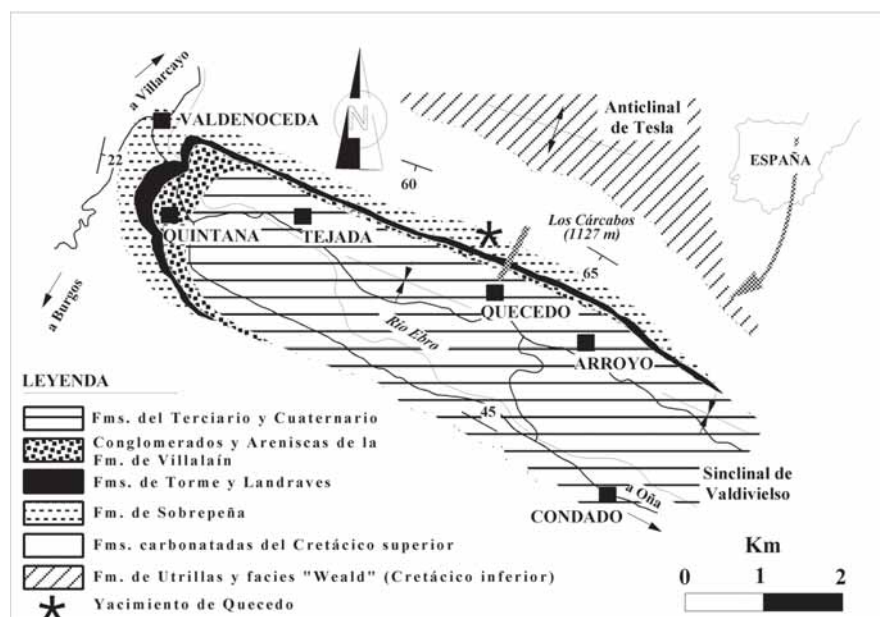 a Villarcayo
VALDENOCEDA
22
N
60
Anticlinal
de Tesla
ESPAÑA
QUINTANA
TEJADA
Los Cárcabos
(1127 m)
65
a Burgos
QUECEDO
Rio Ebro
ARROYO
45
Sinclinal de
Valdivielso
a Oña
CONDADO
LEYENDA
Fms. del Terciario y Cuaternario
Conglomerados y Areniscas de la
Fm. de Villalaín
Fms. de Torme y Landraves
Fm. de Sobrepeña
Fms. carbonatadas del Cretácico superior
Fm. de Utrillas y facies "Weald" (Cretácico inferior)
Yacimiento de Quecedo
Km
0 1 2